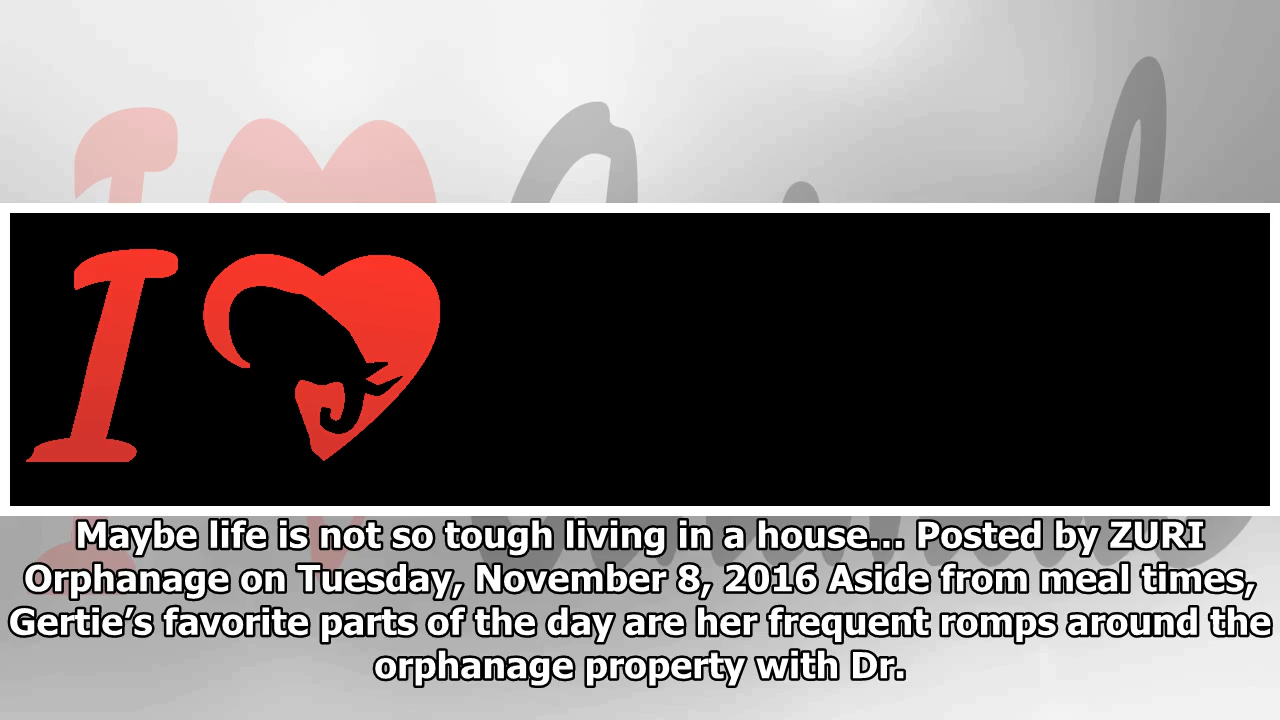 I
Maybe life is not so tough living in a house... Posted by ZURI
Orphanage on Tuesday, November 8, 2016 Aside from meal times,
Gertie’s favorite parts of the day are her frequent romps around the
orphanage property with Dr.